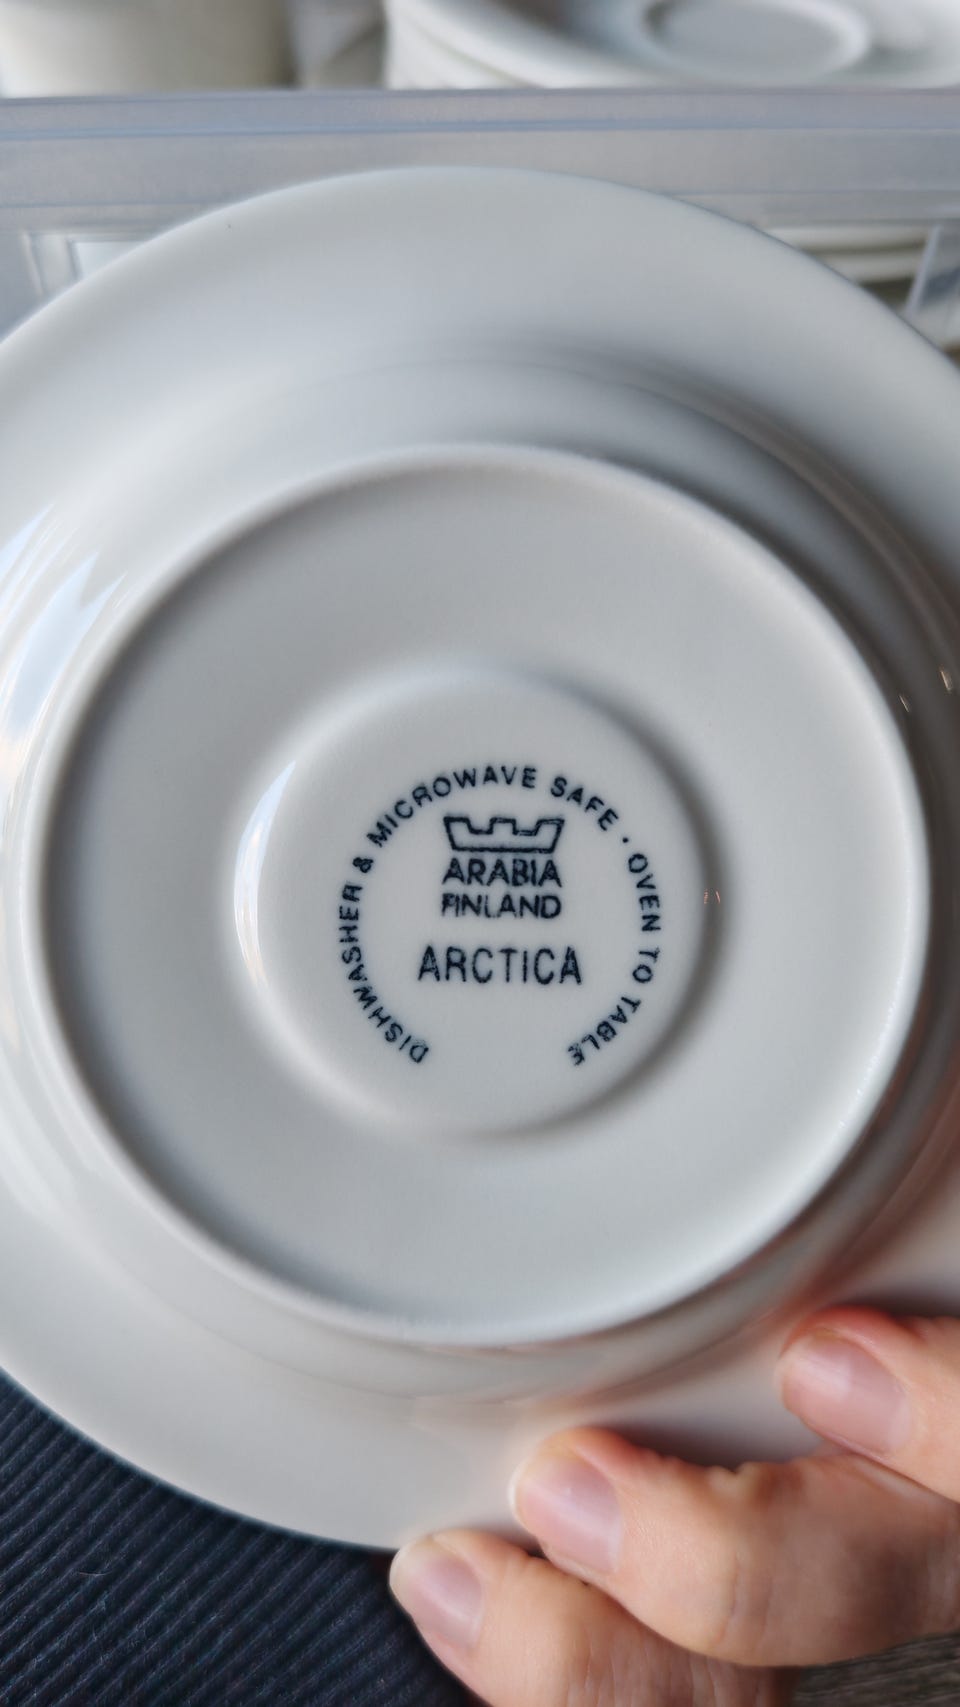 DISHWASHER & MICROWAVE SAFE · OVEN TO TABLE
ARABIA
FINLAND
ARCTICA